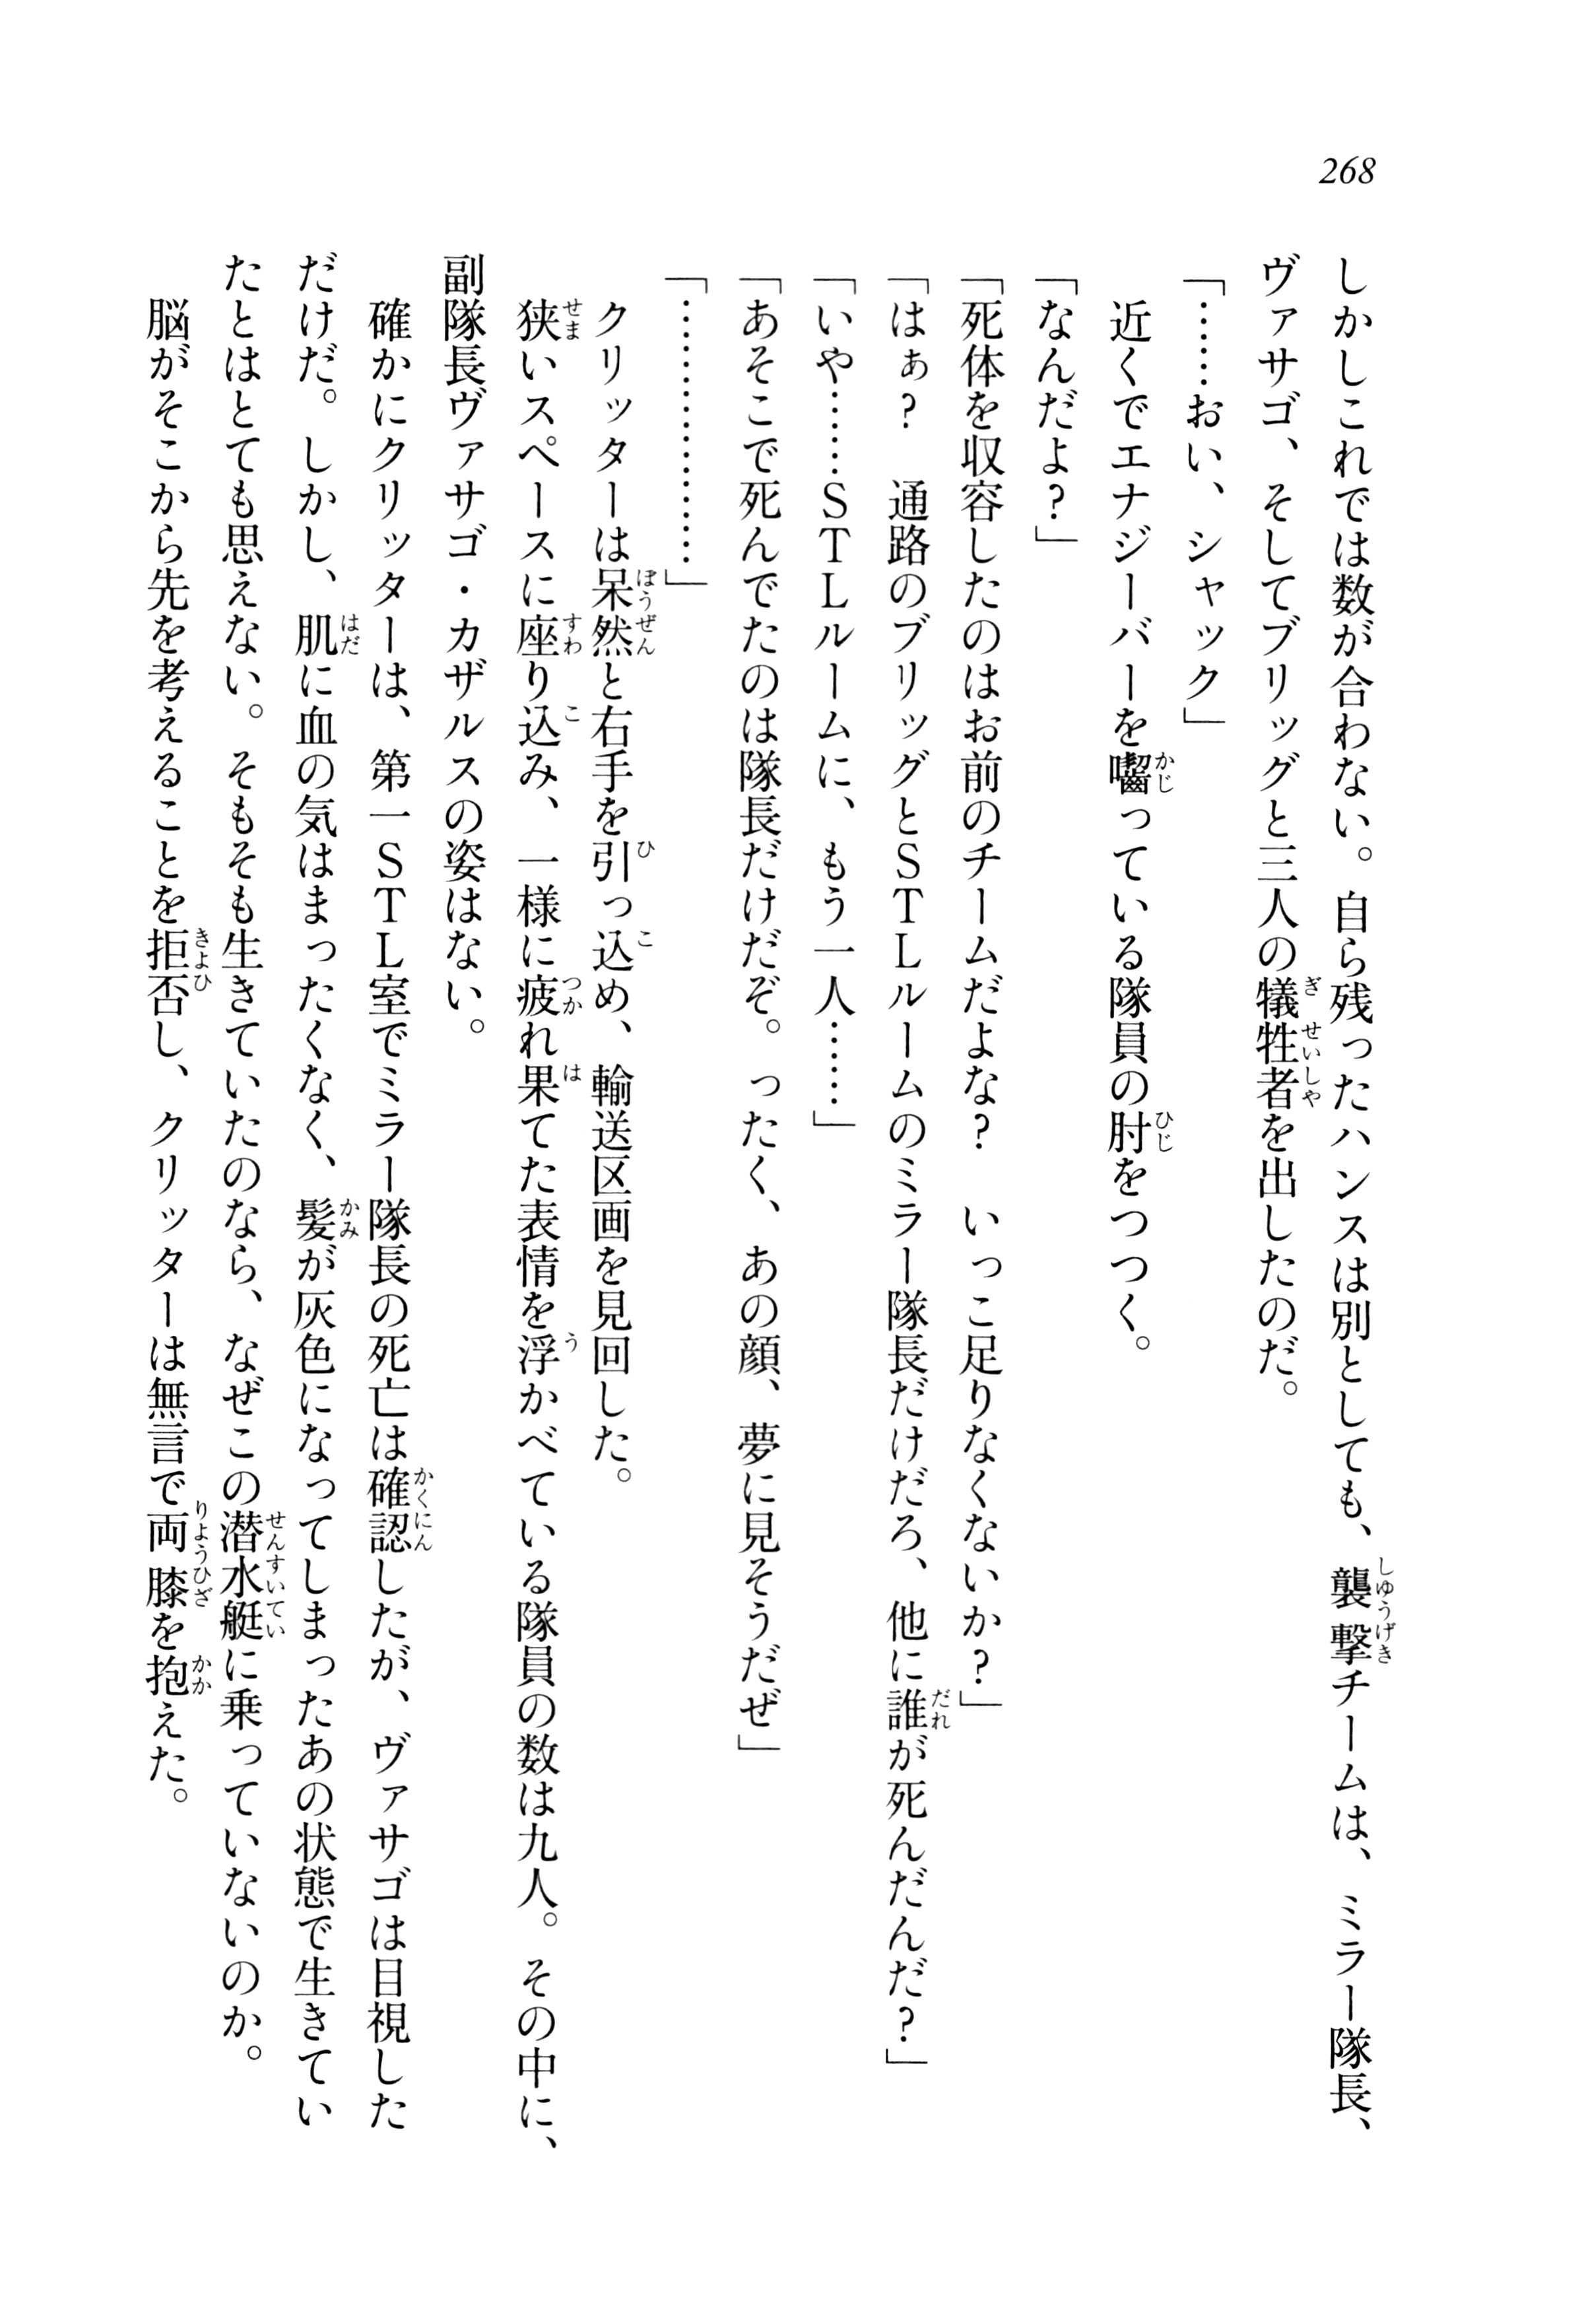 268
しかしこれでは数が合わない。自ら残ったハンスは別としても、襲撃チームは、ミラー隊長、
ヴァサゴ、そしてブリッグと三人の犠牲者を出したのだ。
「……おい、シャック」
近くでエナジーバーを囓っている隊員の肘をつつく。
「なんだよ?」
「死体を収容したのはお前のチームだよな?　いっこ足りなくないか?」
「はぁ?　通路のブリッグとSTLルームのミラー隊長だけだろ、他に誰が死んだんだ?」
「いや……STLルームに、もう一人……」
「あそこで死んでたのは隊長だけだぞ。ったく、あの顔、夢に見そうだぜ」
「………………」
クリッターは呆然と右手を引っ込め、輸送区画を見回した。
狭いスペースに座り込み、一様に疲れ果てた表情を浮かべている隊員の数は九人。その中に、
副隊長ヴァサゴ・カザルスの姿はない。
確かにクリッターは、第一STL室でミラー隊長の死亡は確認したが、ヴァサゴは目視した
だけだ。しかし、肌に血の気はまったくなく、髪が灰色になってしまったあの状態で生きてい
たとはとても思えない。そもそも生きていたのなら、なぜこの潜水艇に乗っていないのか。
脳がそこから先を考えることを拒否し、クリッターは無言で両膝を抱えた。